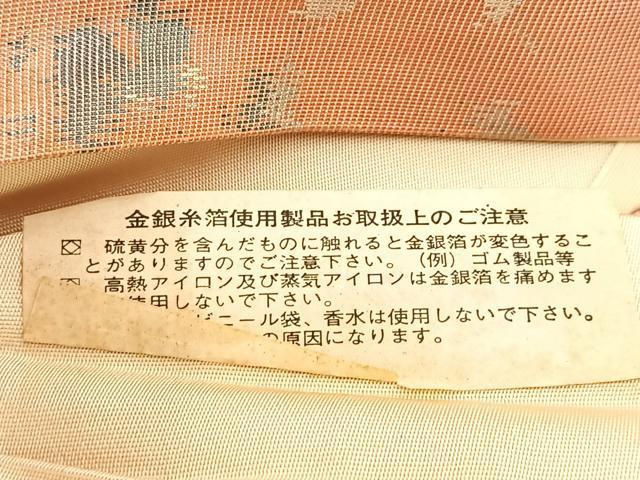 金銀糸箔使用製品お取扱上のご注意
硫黄分を含んだものに触れると金銀箔が変色するこ
とがありますのでご注意下さい。（例）ゴム製品等
高熱アイロン及び蒸気アイロンは金銀箔を痛めます
使用しないで下さい。
ニール袋、香水は使用しないで下さい。
の原因になります。